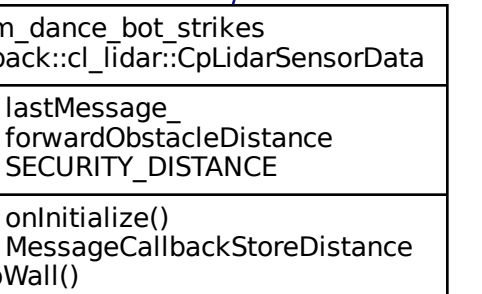 m_dance_bot_strikes
back::cl_lidar::CpLidarSensorData
lastMessage_
forwardObstacleDistance
SECURITY_DISTANCE
onInitialize()
MessageCallbackStoreDistance
oWall()